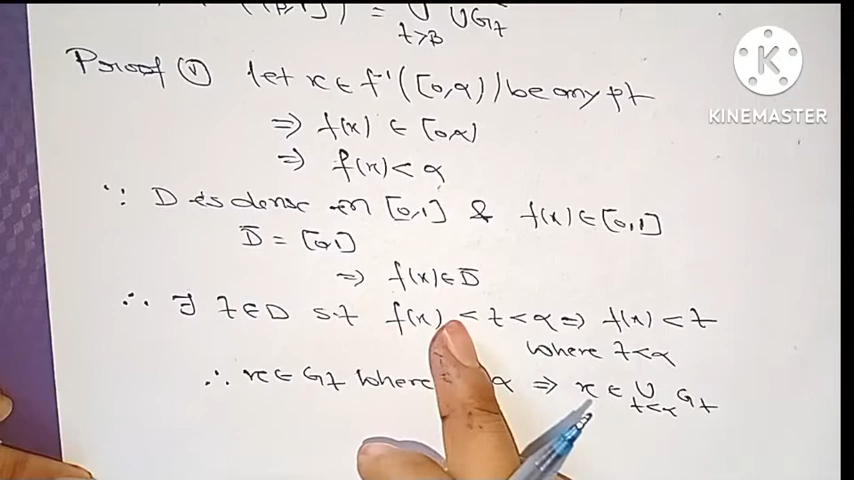 = ∪ ∪Gt
t>β
Proof (i) let x ∈ f⁻¹([0,α)) be any pt
⇒ f(x) ∈ [0,α)
⇒ f(x) < α
∵ D is dense in [0,1] & f(x) ∈ [0,1]
D̄ = [0,1]
⇒ f(x) ∈ D̄
∴ ∃ t ∈ D s.t f(x) < t < α ⇒ f(x) < t
where t < α
∴ x ∈ Gt where α ⇒ x ∈ ∪ Gt
t<α
K
KINEMASTER